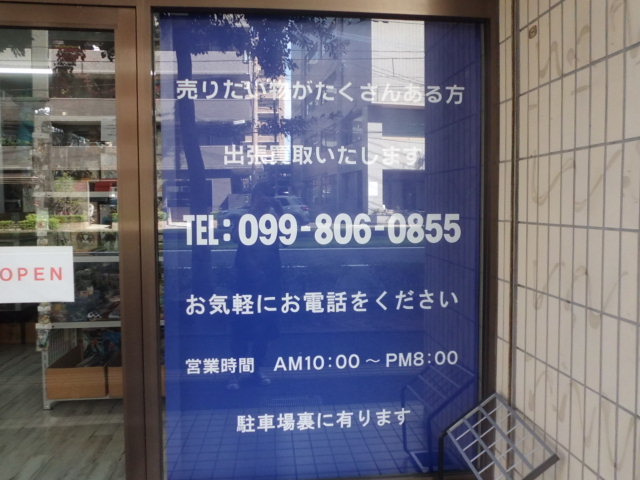 売りたい物がたくさんある方
出張買取いたします
TEL：099-806-0855
お気軽にお電話をください
営業時間　AM10：00～PM8：00
駐車場裏に有ります
OPEN